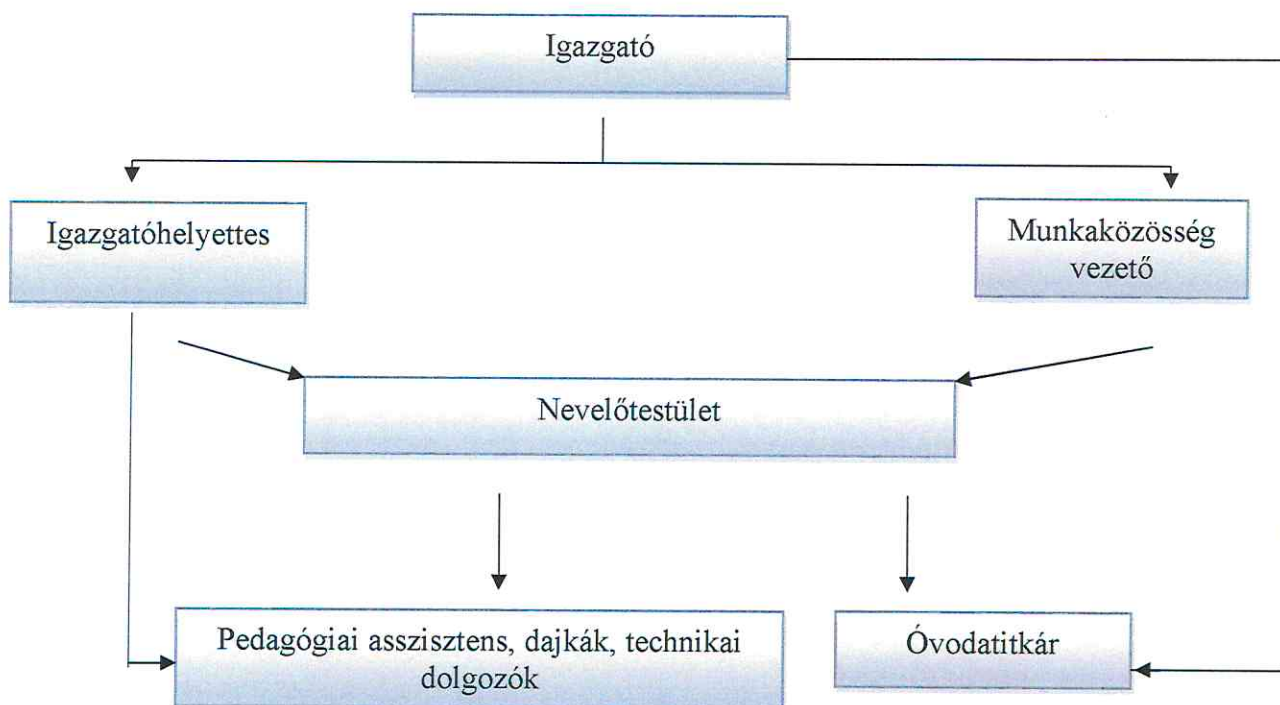 Igazgató
Igazgatóhelyettes
Munkaközösség
vezető
Nevelőtestület
Pedagógiai asszisztens, dajkák, technikai
dolgozók
Óvodatitkár